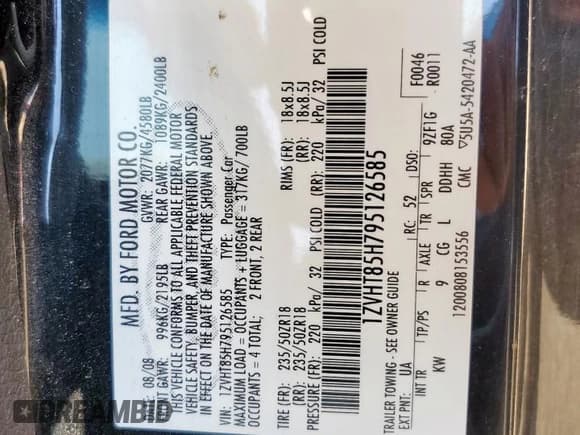 MFD. BY FORD MOTOR CO.
08/08 GVWR: 2077KG/4580LB
FRONT GAWR: 996KG/2195LB REAR GAWR: 1089KG/2400LB
THIS VEHICLE CONFORMS TO ALL APPLICABLE FEDERAL MOTOR
VEHICLE SAFETY, BUMPER, AND THEFT PREVENTION STANDARDS
IN EFFECT ON THE DATE OF MANUFACTURE SHOWN ABOVE.
VIN: 1ZVHT85H795126585 TYPE: Passenger Car
MAXIMUM LOAD = OCCUPANTS + LUGGAGE = 317KG/ 700LB
OCCUPANTS = 4 TOTAL; 2 FRONT, 2 REAR
TIRE (FR): 235/50ZR18 RIMS (FR): 18x8.5J
TIRE (RR): 235/50ZR18 RIMS (RR): 18x8.5J
PRESSURE (FR): 220 kPa/ 32 PSI COLD (RR): 220 kPa/ 32 PSI COLD
1ZVHT85H795126585
TRAILER TOWING - SEE OWNER GUIDE F0046
EXT PNT: UA RC: 52 DSO: R0011
INT TR TP/PS R AXLE TR SPR 9ZF1G
KW 9 CG L DDHH 80A
1200808153556 CMC ▽5U5A-5420472-AA
DREAMBID